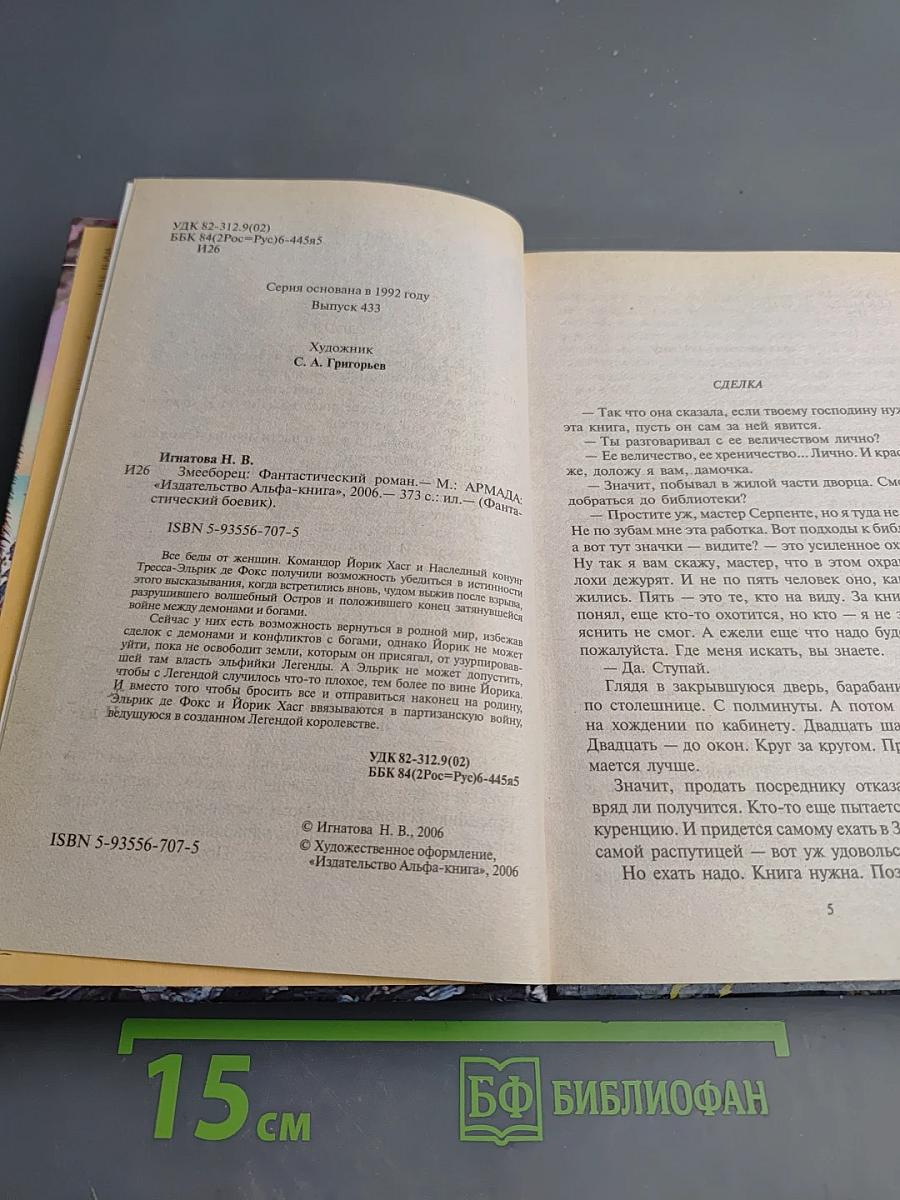 УДК 82-312.9(02)
ББК 84(2Рос=Рус)6-445я5
И26
Серия основана в 1992 году
Выпуск 433
Художник
С. А. Григорьев
Игнатова Н. В.
И26 Змееборец: Фантастический роман.— М.: АРМАДА:
«Издательство Альфа-книга», 2006.— 373 с.: ил.— (Фанта-
стический боевик).
ISBN 5-93556-707-5
Все беды от женщин. Командор Йорик Хасг и Наследный конунг
Тресса-Эльрик де Фокс получили возможность убедиться в истинности
этого высказывания, когда встретились вновь, чудом выжив после взрыва,
разрушившего волшебный Остров и положившего конец затянувшейся
войне между демонами и богами.
Сейчас у них есть возможность вернуться в родной мир, избежав
сделок с демонами и конфликтов с богами, однако Йорик не может
уйти, пока не освободит земли, которым он присягал, от узурпировав-
шей там власть эльфийки Легенды. А Эльрик не может допустить,
чтобы с Легендой случилось что-то плохое, тем более по вине Йорика.
И вместо того чтобы бросить все и отправиться наконец на родину,
Эльрик де Фокс и Йорик Хасг ввязываются в партизанскую войну,
ведущуюся в созданном Легендой королевстве.
УДК 82-312.9(02)
ББК 84(2Рос=Рус)6-445я5
© Игнатова Н. В., 2006
© Художественное оформление,
«Издательство Альфа-книга», 2006
ISBN 5-93556-707-5
СДЕЛКА
— Так что она сказала, если твоему господину нуж
эта книга, пусть он сам за ней явится.
— Ты разговаривал с ее величеством лично?
— Ее величество, ее хреничество... Лично. И крас
же, доложу я вам, дамочка.
— Значит, побывал в жилой части дворца. Смо
добраться до библиотеки?
— Простите уж, мастер Серпенте, но я туда не
Не по зубам мне эта работка. Вот подходы к библ
а вот тут значки — видите? — это усиленное ох
Ну так я вам скажу, мастер, что в этом охран
лохи дежурят. И не по пять человек оно, как
жились. Пять — это те, кто на виду. За книг
понял, еще кто-то охотится, но кто — я не з
яснить не смог. А ежели еще что надо буде
пожалуйста. Где меня искать, вы знаете.
— Да. Ступай.
Глядя в закрывшуюся дверь, барабани
по столешнице. С полминуты. А потом
на хождении по кабинету. Двадцать ша
Двадцать — до окон. Круг за кругом. Пр
мается лучше.
Значит, продать посреднику отказа
вряд ли получится. Кто-то еще пытаетс
куренцию. И придется самому ехать в З
самой распутицей — вот уж удовольс
Но ехать надо. Книга нужна. Поз
5
15 см
БФ БИБЛИОФАН